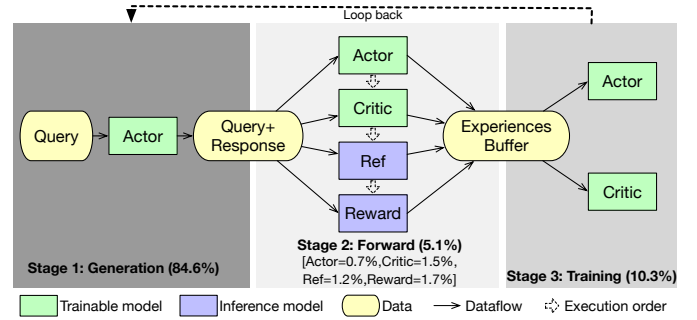 Loop back
Query
Actor
Query+
Response
Actor
Critic
Ref
Reward
Experiences
Buffer
Actor
Critic
Stage 1: Generation (84.6%)
Stage 2: Forward (5.1%)
[Actor=0.7%,Critic=1.5%,
Ref=1.2%,Reward=1.7%]
Stage 3: Training (10.3%)
Trainable model
Inference model
Data
Dataflow
Execution order